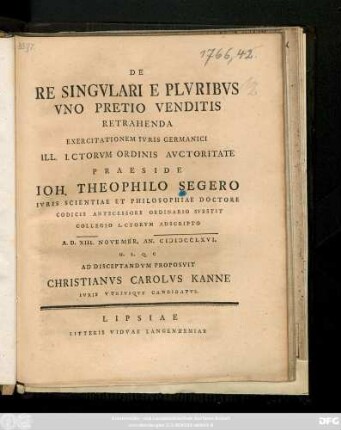 1766,42.
DE
RE SINGVLARI E PLVRIBVS
VNO PRETIO VENDITIS
RETRAHENDA
EXERCITATIONEM IVRIS GERMANICI
ILL. ICTORVM ORDINIS AVCTORITATE
PRAESIDE
IOH. THEOPHILO SEGERO
IVRIS SCIENTIAE ET PHILOSOPHIAE DOCTORE
CODICIS ANTECESSORE ORDINARIO
COLLEGIO ADSCRIPTO
A. D. XIII. NOVEMBR. AN. CIƆIƆCCLXVI.
H. L. Q. C.
AD DISCEPTANDVM PROPOSVIT
CHRISTIANVS CAROLVS KANNE
IVRIS VTRIVSQVE CANDIDATVS.
LIPSIAE
LITTERIS VIDVAE LANGENHEMIAE
DFG